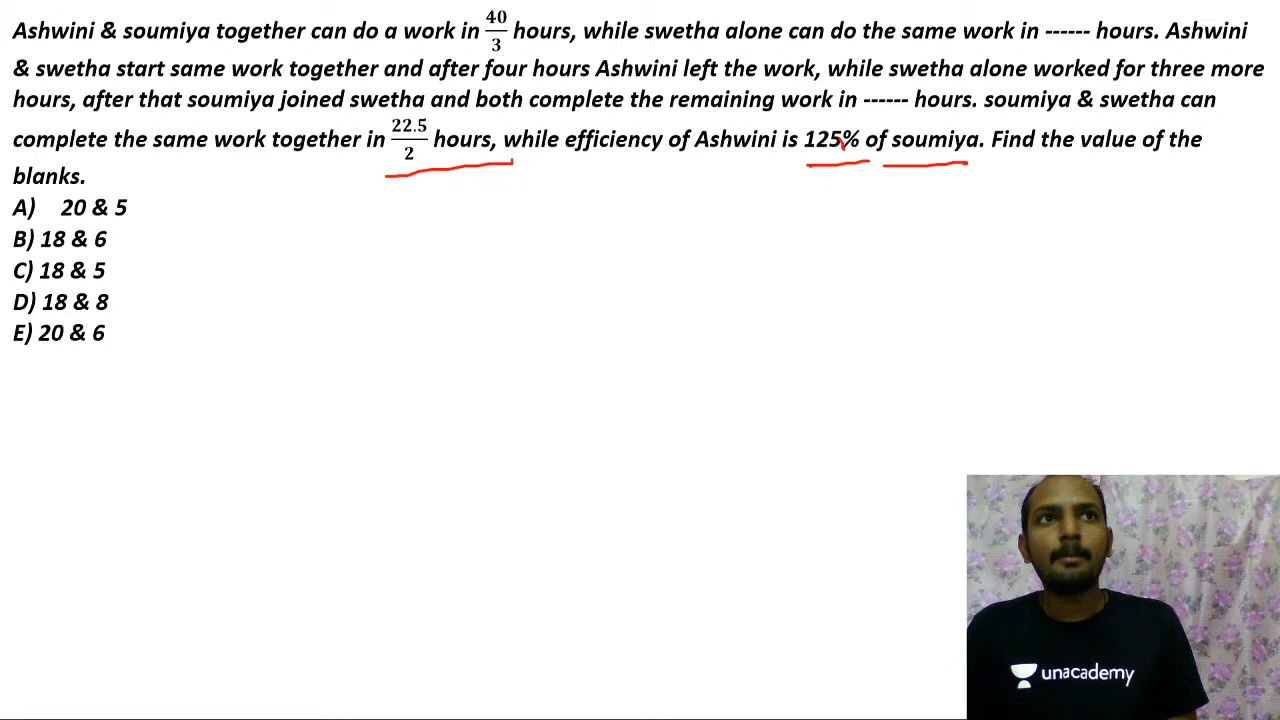 Ashwini & soumiya together can do a work in 40/3 hours, while swetha alone can do the same work in ------ hours. Ashwini
& swetha start same work together and after four hours Ashwini left the work, while swetha alone worked for three more
hours, after that soumiya joined swetha and both complete the remaining work in ------ hours. soumiya & swetha can
complete the same work together in 22.5/2 hours, while efficiency of Ashwini is 125% of soumiya. Find the value of the
blanks.
A) 20 & 5
B) 18 & 6
C) 18 & 5
D) 18 & 8
E) 20 & 6
unacademy